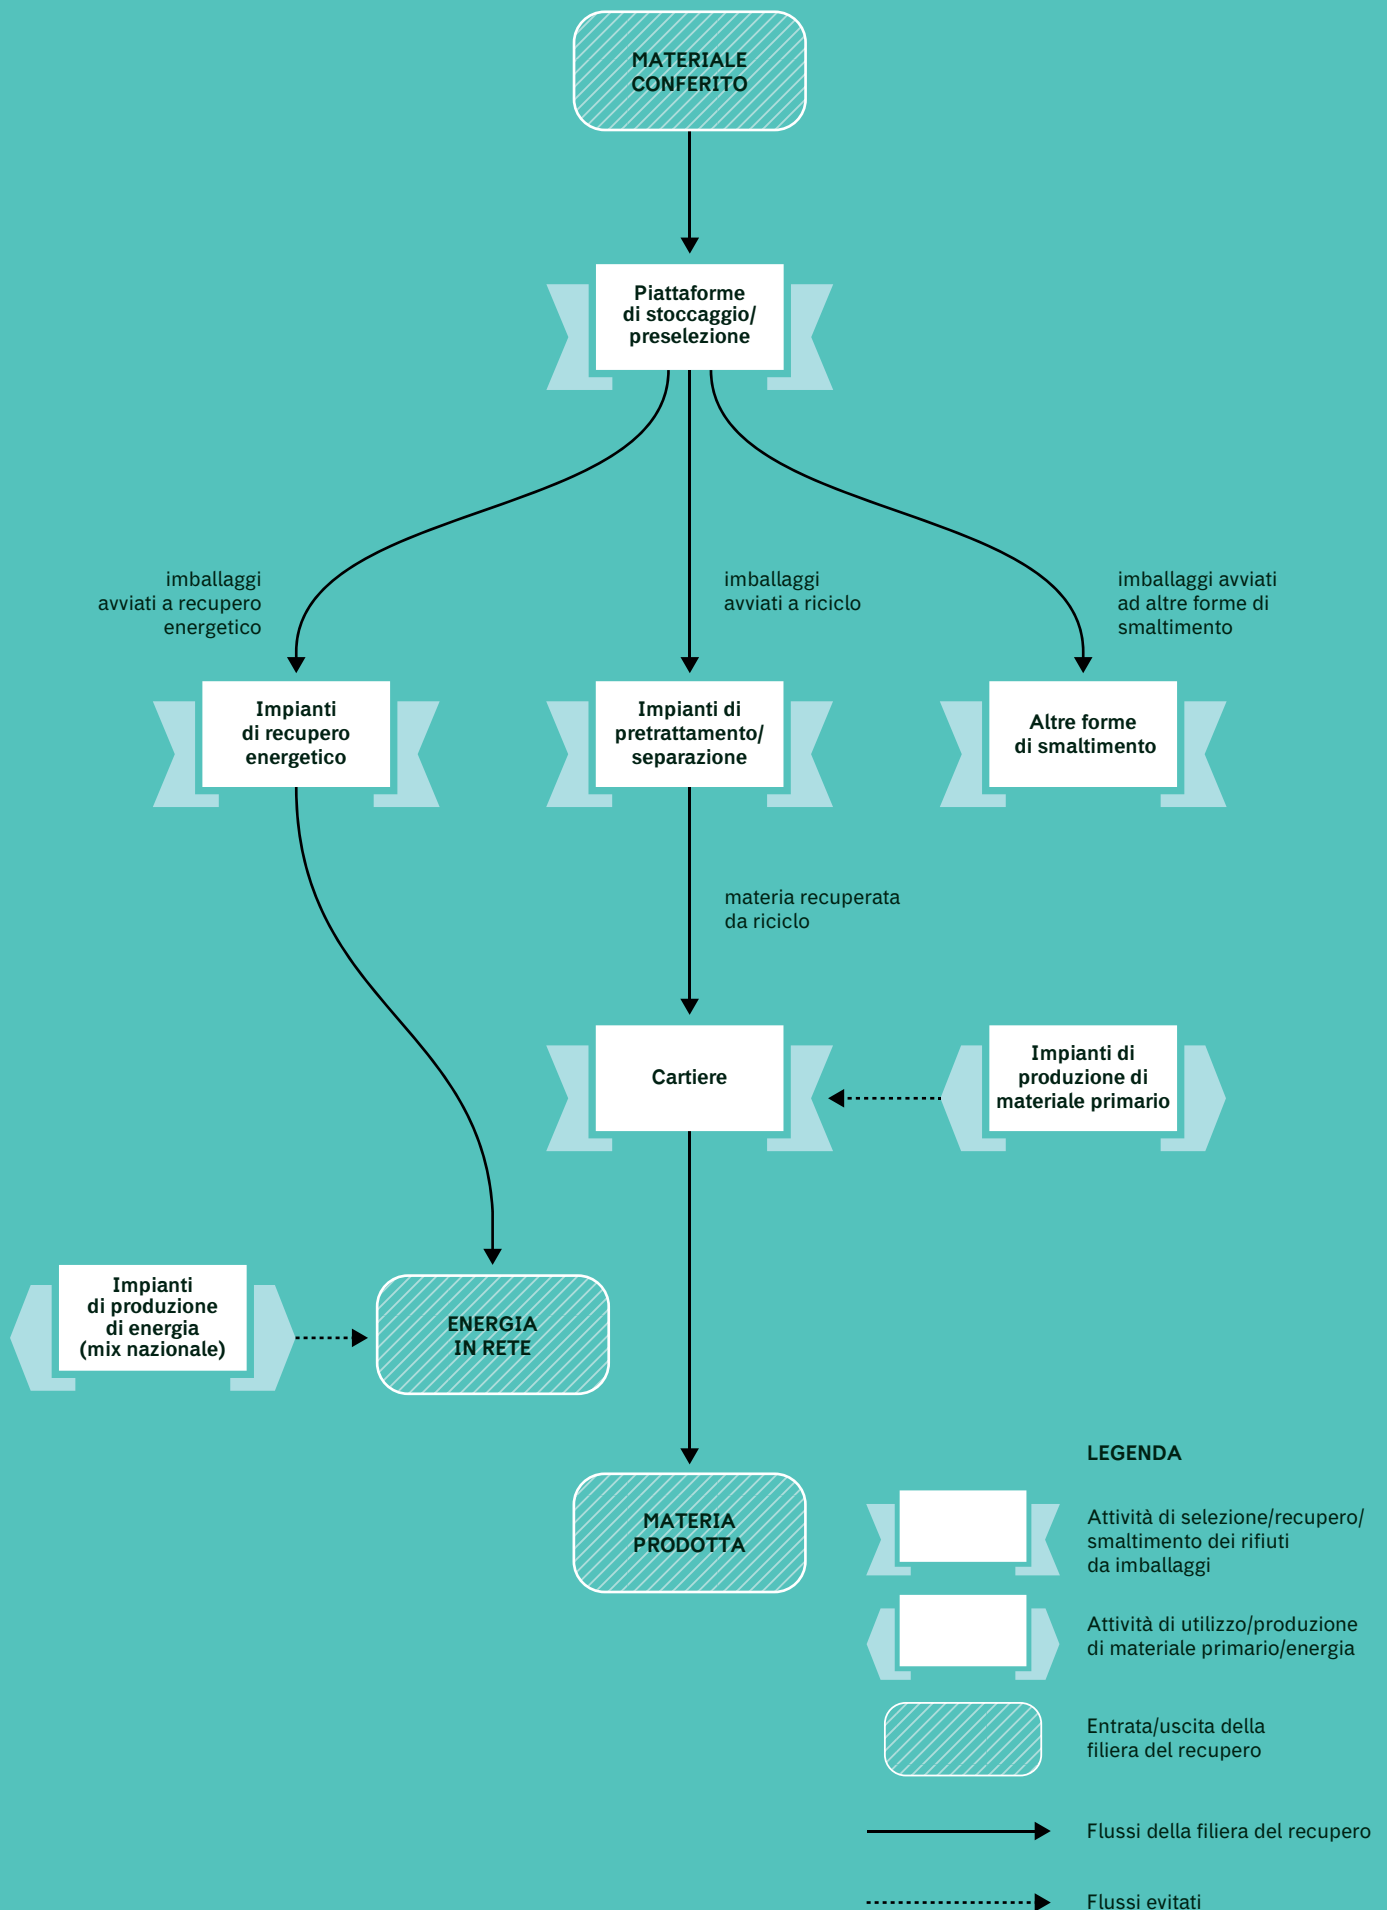 MATERIALE
CONFERITO
Piattaforme
di stoccaggio/
preselezione
imballaggi
avviati a recupero
energetico
imballaggi
avviati a riciclo
imballaggi avviati
ad altre forme di
smaltimento
Impianti
di recupero
energetico
Impianti di
pretrattamento/
separazione
Altre forme
di smaltimento
materia recuperata
da riciclo
Cartiere
Impianti di
produzione di
materiale primario
Impianti
di produzione
di energia
(mix nazionale)
ENERGIA
IN RETE
MATERIA
PRODOTTA
LEGENDA
Attività di selezione/recupero/
smaltimento dei rifiuti
da imballaggi
Attività di utilizzo/produzione
di materiale primario/energia
Entrata/uscita della
filiera del recupero
Flussi della filiera del recupero
Flussi evitati